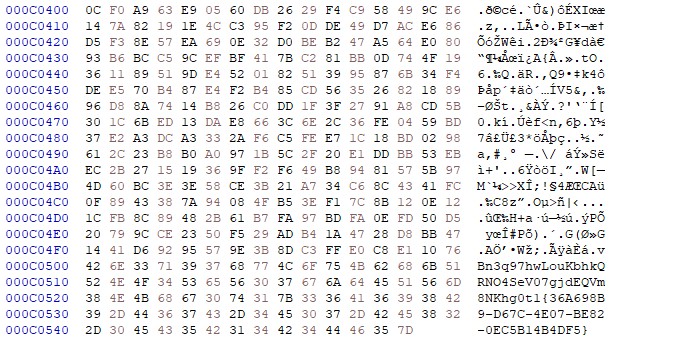 000C0400 0C F0 A9 63 E9 05 60 DB 26 29 F4 C9 58 49 9C E6 .ð©cé.`Û&)ôÉXIœæ
000C0410 14 7A 82 19 1E 4C C3 95 F2 0D DE 49 D7 AC E6 86 .z‚..LÃ•ò.ÞI×¬æ†
000C0420 D5 F3 8E 57 EA 69 0E 32 D0 BE B2 47 A5 64 E0 80 ÕóŽWêi.2Ð¾²G¥dà€
000C0430 93 B6 BC C5 9C EF BF 41 7B C2 81 BB 0D 74 4F 19 “¶¼Åœï¿A{Â.».tO.
000C0440 36 11 89 51 9D E4 52 01 82 51 39 95 87 6B 34 F4 6.‰Q.äR.‚Q9•‡k4ô
000C0450 DE E5 70 B4 87 E4 F2 B4 85 CD 56 35 26 82 18 89 Þåp´‡äò´…ÍV5&‚.‰
000C0460 96 D8 8A 74 14 B8 26 C0 DD 1F 3F 27 91 A8 CD 5B –ØŠt.¸&ÀÝ.?'‘¨Í[
000C0470 30 1C 6B ED 13 DA E8 66 3C 6E 2C 36 FE 04 59 BD 0.kí.Úèf<n,6þ.Y½
000C0480 37 E2 A3 DC A3 33 2A F6 C5 FE E7 1C 18 BD 02 98 7â£Ü£3*öÅþç..½.˜
000C0490 61 2C 23 B8 B0 A0 97 1B 5C 2F 20 E1 DD BB 53 EB a,#¸° —.\/ áÝ»Së
000C04A0 EC 2B 27 15 19 36 9F F2 F6 49 B8 94 81 57 5B 97 ì+'..6ŸòöI¸”.W[—
000C04B0 4D 60 BC 3E 3E 58 CE 3B 21 A7 34 C6 8C 43 41 FC M`¼>>XÎ;!§4ÆŒCAü
000C04C0 0F 89 43 38 7A 94 08 4F B5 3E F1 7C 8B 12 0E 12 .‰C8z”.Oµ>ñ|‹...
000C04D0 1C FB 8C 89 48 2B 61 B7 FA 97 BD FA 0E FD 50 D5 .ûŒ‰H+a·ú—½ú.ýPÕ
000C04E0 20 79 9C CE 23 50 F5 29 AD B4 1A 47 28 D8 BB 47 yœÎ#Põ).´.G(Ø»G
000C04F0 14 41 D6 92 95 57 9E 3B 8D C3 FF E0 C8 E1 10 76 .AÖ’•Wž;.ÃÿàÈá.v
000C0500 42 6E 33 71 39 37 68 77 4C 6F 75 4B 62 68 6B 51 Bn3q97hwLouKbhkQ
000C0510 52 4E 4F 34 53 65 56 30 37 67 6A 64 45 51 56 6D RNO4SeV07gjdEQVm
000C0520 38 4E 4B 68 67 30 74 31 7B 33 36 41 36 39 38 42 8NKhg0t1{36A698B
000C0530 39 2D 44 36 37 43 2D 34 45 30 37 2D 42 45 38 32 9-D67C-4E07-BE82
000C0540 2D 30 45 43 35 42 31 34 42 34 44 46 35 7D -0EC5B14B4DF5}